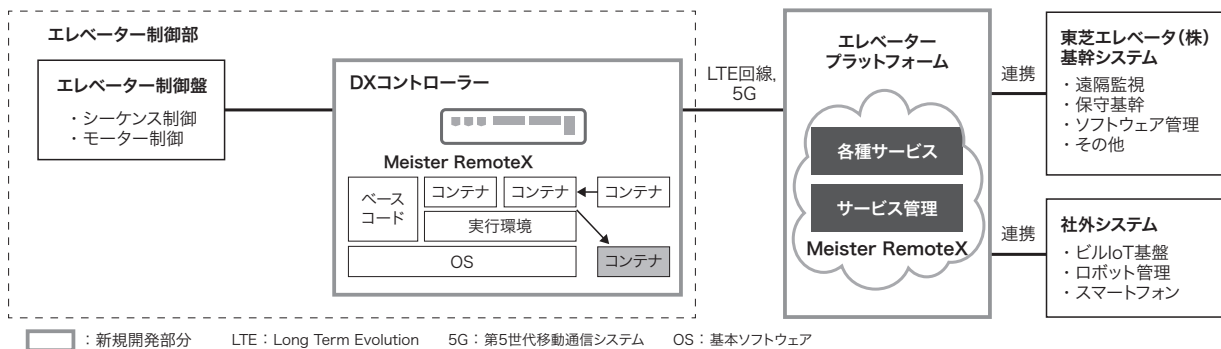 エレベーター制御部
エレベーター制御盤
・シーケンス制御
・モーター制御
DXコントローラー
Meister RemoteX
ベース
コード
コンテナ
コンテナ
コンテナ
実行環境
OS
コンテナ
LTE回線,
5G
エレベーター
プラットフォーム
各種サービス
サービス管理
Meister RemoteX
連携
東芝エレベータ(株)
基幹システム
・遠隔監視
・保守基幹
・ソフトウェア管理
・その他
連携
社外システム
・ビルIoT基盤
・ロボット管理
・スマートフォン
：新規開発部分 LTE：Long Term Evolution 5G：第5世代移動通信システム OS：基本ソフトウェア